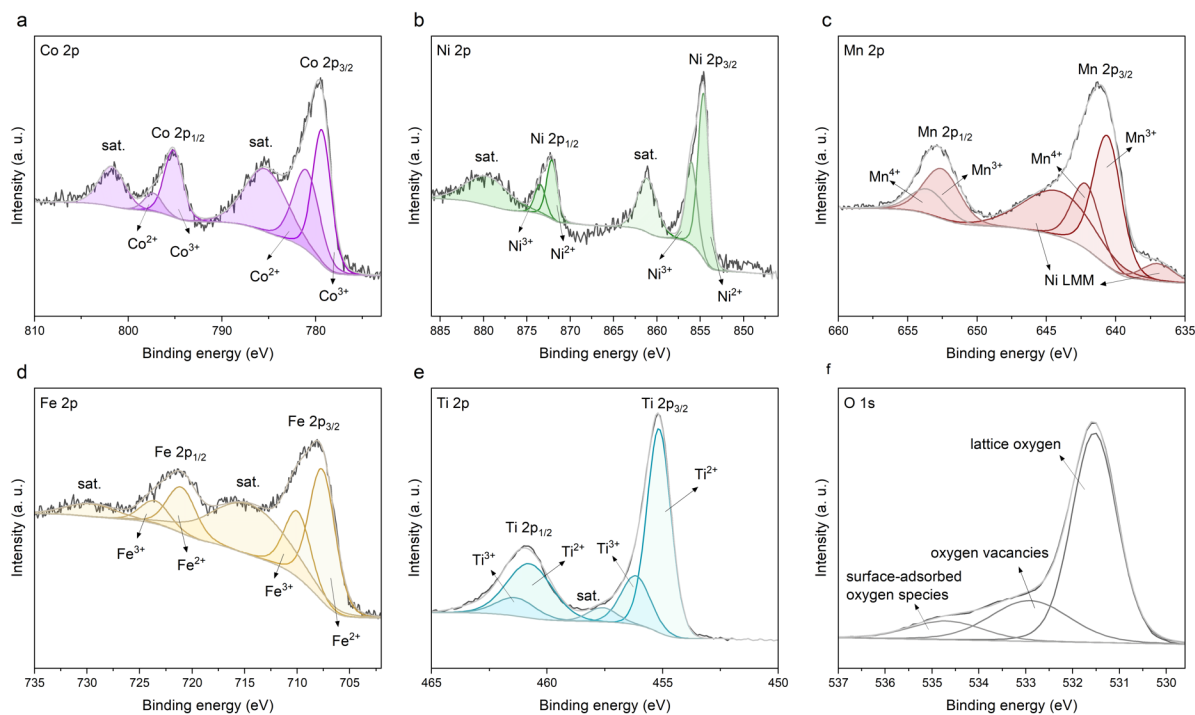 a
Co 2p
Co 2p3/2
Co 2p1/2
sat.
sat.
Co2+
Co3+
Co2+
Co3+
Intensity (a. u.)
810 800 790 780
Binding energy (eV)
b
Ni 2p
Ni 2p3/2
Ni 2p1/2
sat.
sat.
Ni3+
Ni2+
Ni3+
Ni2+
Intensity (a. u.)
885 880 875 870 865 860 855 850
Binding energy (eV)
c
Mn 2p
Mn 2p3/2
Mn 2p1/2
Mn3+
Mn4+
Mn4+
Mn3+
Ni LMM
Intensity (a. u.)
660 655 650 645 640 635
Binding energy (eV)
d
Fe 2p
Fe 2p3/2
Fe 2p1/2
sat.
sat.
Fe3+
Fe2+
Fe3+
Fe2+
Intensity (a. u.)
735 730 725 720 715 710 705
Binding energy (eV)
e
Ti 2p
Ti 2p3/2
Ti2+
Ti 2p1/2
Ti3+
Ti2+
Ti3+
sat.
Intensity (a. u.)
465 460 455 450
Binding energy (eV)
f
O 1s
lattice oxygen
oxygen vacancies
surface-adsorbed
oxygen species
Intensity (a. u.)
537 536 535 534 533 532 531 530
Binding energy (eV)